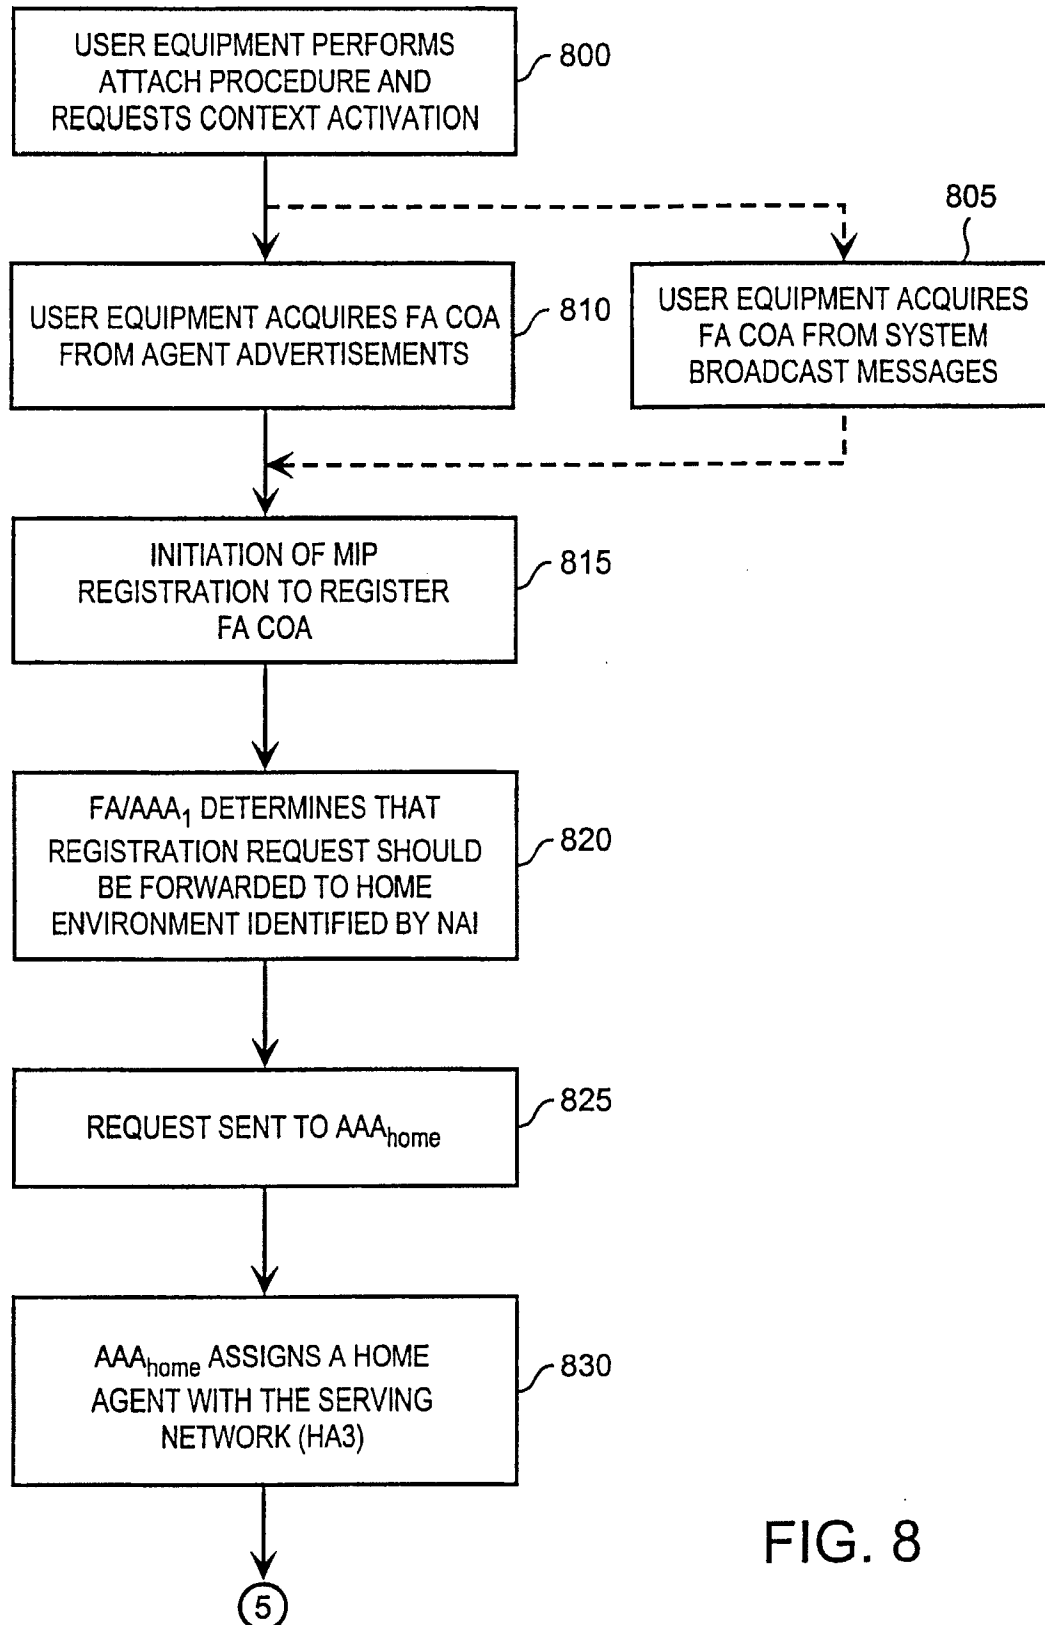 USER EQUIPMENT PERFORMS
ATTACH PROCEDURE AND
REQUESTS CONTEXT ACTIVATION
800
805
USER EQUIPMENT ACQUIRES FA COA
FROM AGENT ADVERTISEMENTS
810
USER EQUIPMENT ACQUIRES
FA COA FROM SYSTEM
BROADCAST MESSAGES
INITIATION OF MIP
REGISTRATION TO REGISTER
FA COA
815
FA/AAA1 DETERMINES THAT
REGISTRATION REQUEST SHOULD
BE FORWARDED TO HOME
ENVIRONMENT IDENTIFIED BY NAI
820
REQUEST SENT TO AAAhome
825
AAAhome ASSIGNS A HOME
AGENT WITH THE SERVING
NETWORK (HA3)
830
5
FIG. 8